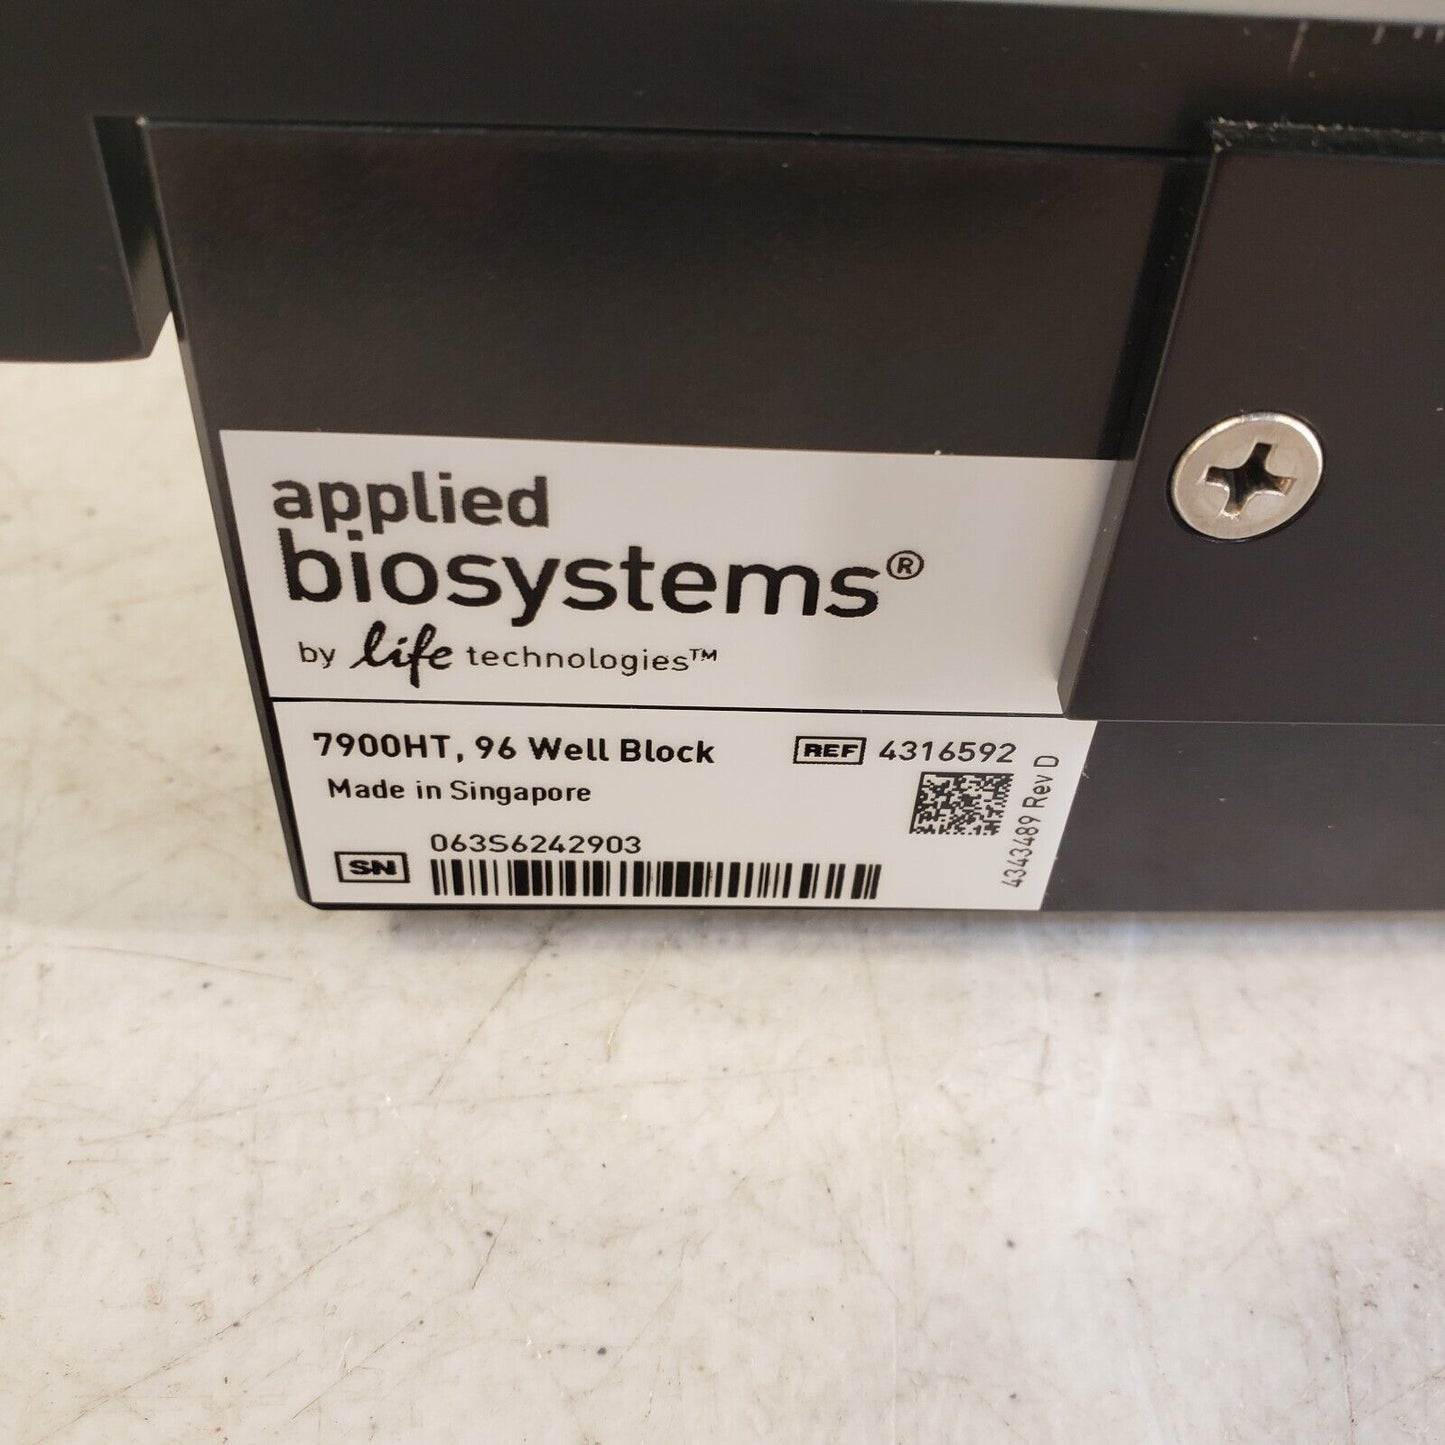 applied
biosystems®
by life technologies™
7900HT, 96 Well Block
REF 4316592
Made in Singapore
4343489 Rev D
063S6242903
SN